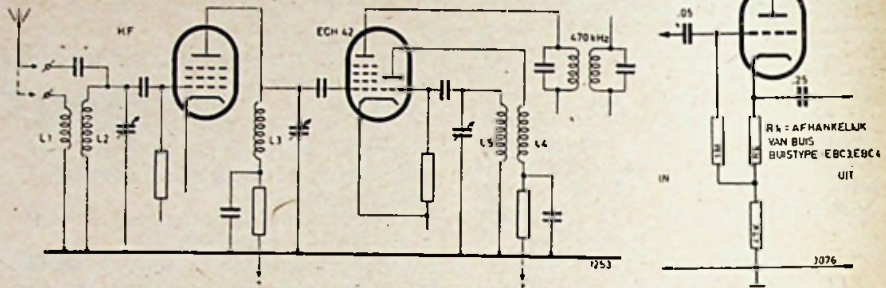 H.F
ECH 42
470 kHz
L1
L2
L3
L5
L4
1253
.05
.25
1M
Rk
Rk = AFHANKELIJK
VAN BUIS
BUISTYPE EBC3, EBC4
IN
UIT
3076